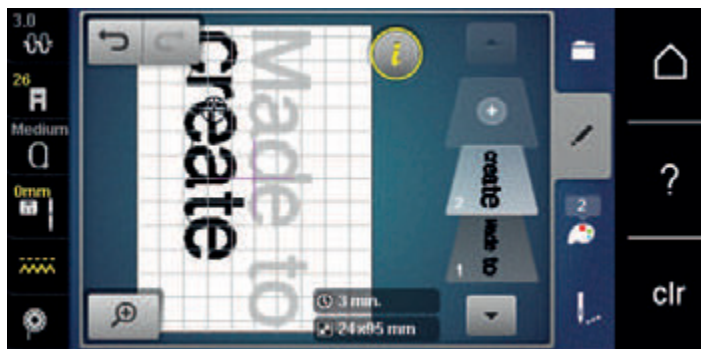 3.0
26
Medium
0mm
Made to
create
i
create
2
Made to
1
3 min.
24x95 mm
2
?
clr